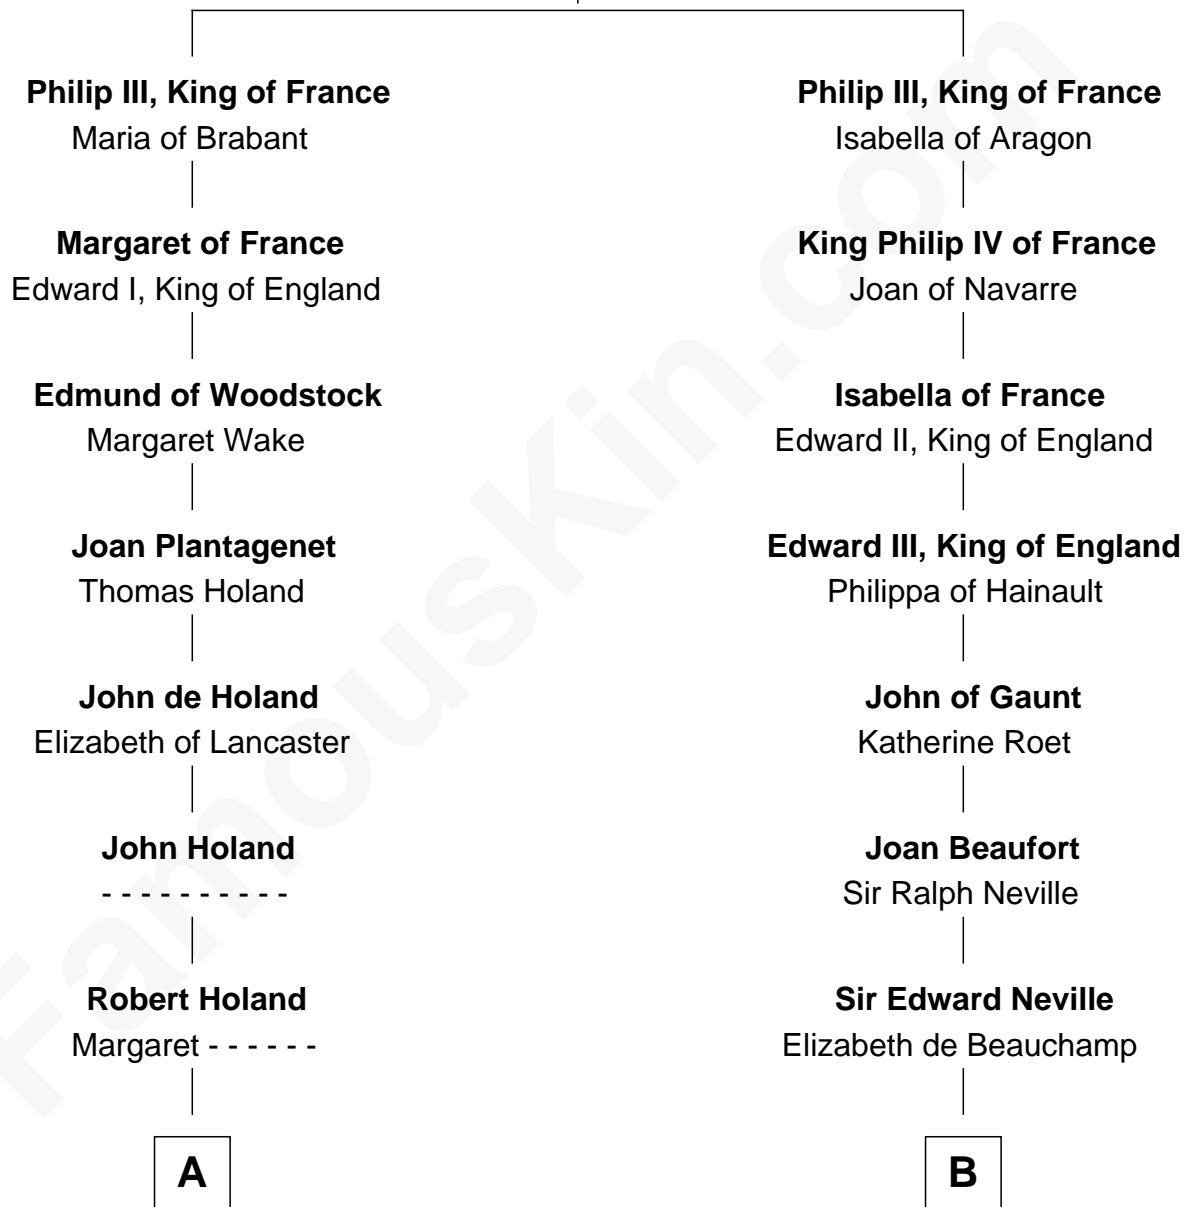 Philip III, King of France
Maria of Brabant
Margaret of France
Edward I, King of England
Edmund of Woodstock
Margaret Wake
Joan Plantagenet
Thomas Holand
John de Holand
Elizabeth of Lancaster
John Holand
- - - - - - - - - -
Robert Holand
Margaret - - - - - -
A
Philip III, King of France
Isabella of Aragon
King Philip IV of France
Joan of Navarre
Isabella of France
Edward II, King of England
Edward III, King of England
Philippa of Hainault
John of Gaunt
Katherine Roet
Joan Beaufort
Sir Ralph Neville
Sir Edward Neville
Elizabeth de Beauchamp
B
FamousKin.com